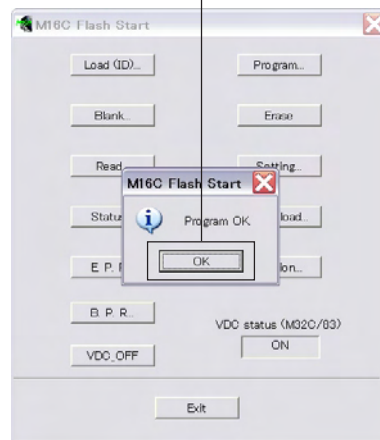 M16C Flash Start
Load (ID)...
Program...
Blank...
Erase
Read...
Setting...
M16C Flash Start
Program OK.
OK
E. P. R
B. P. R...
VDC status (M32C/83)
ON
VDC_OFF
Exit